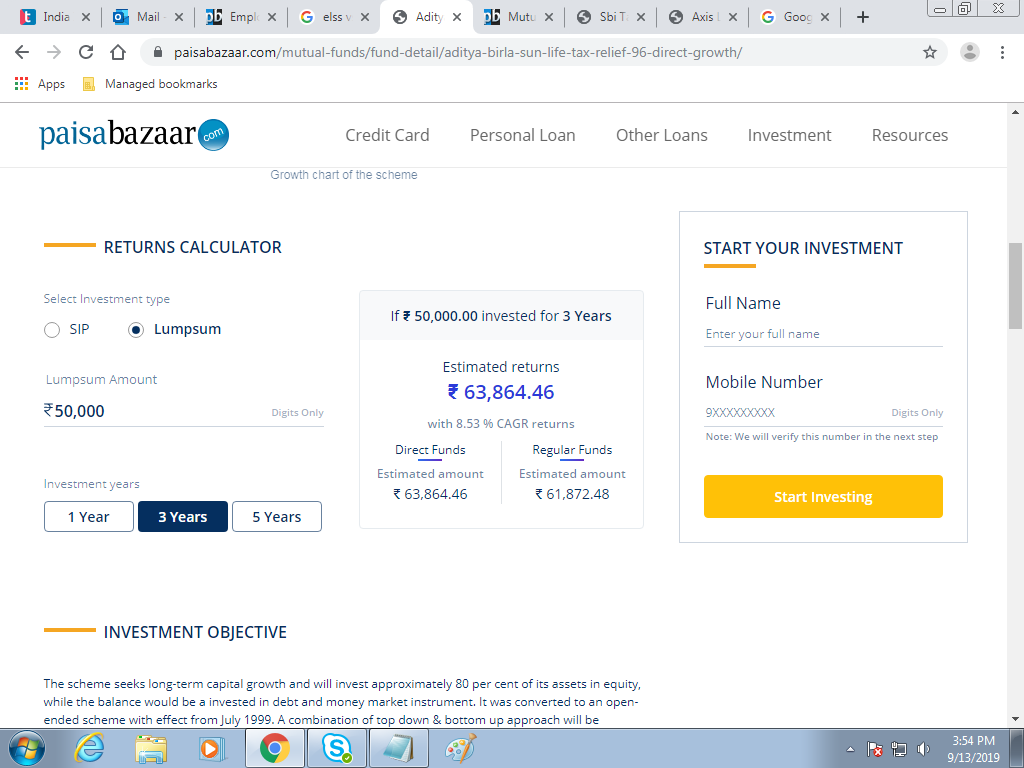 India
Mail -
Empl
elss v
Adity
Mutu
Sbi T
Axis L
Goog
paisabazaar.com/mutual-funds/fund-detail/aditya-birla-sun-life-tax-relief-96-direct-growth/
Apps
Managed bookmarks
paisabazaar.com
Credit Card
Personal Loan
Other Loans
Investment
Resources
Growth chart of the scheme
RETURNS CALCULATOR
Select Investment type
SIP
Lumpsum
Lumpsum Amount
₹50,000
Digits Only
Investment years
1 Year
3 Years
5 Years
If ₹ 50,000.00 invested for 3 Years
Estimated returns
₹ 63,864.46
with 8.53 % CAGR returns
Direct Funds
Estimated amount
₹ 63,864.46
Regular Funds
Estimated amount
₹ 61,872.48
START YOUR INVESTMENT
Full Name
Enter your full name
Mobile Number
9XXXXXXXXX
Digits Only
Note: We will verify this number in the next step
Start Investing
INVESTMENT OBJECTIVE
The scheme seeks long-term capital growth and will invest approximately 80 per cent of its assets in equity,
while the balance would be a invested in debt and money market instrument. It was converted to an open-
ended scheme with effect from July 1999. A combination of top down & bottom up approach will be
3:54 PM
9/13/2019